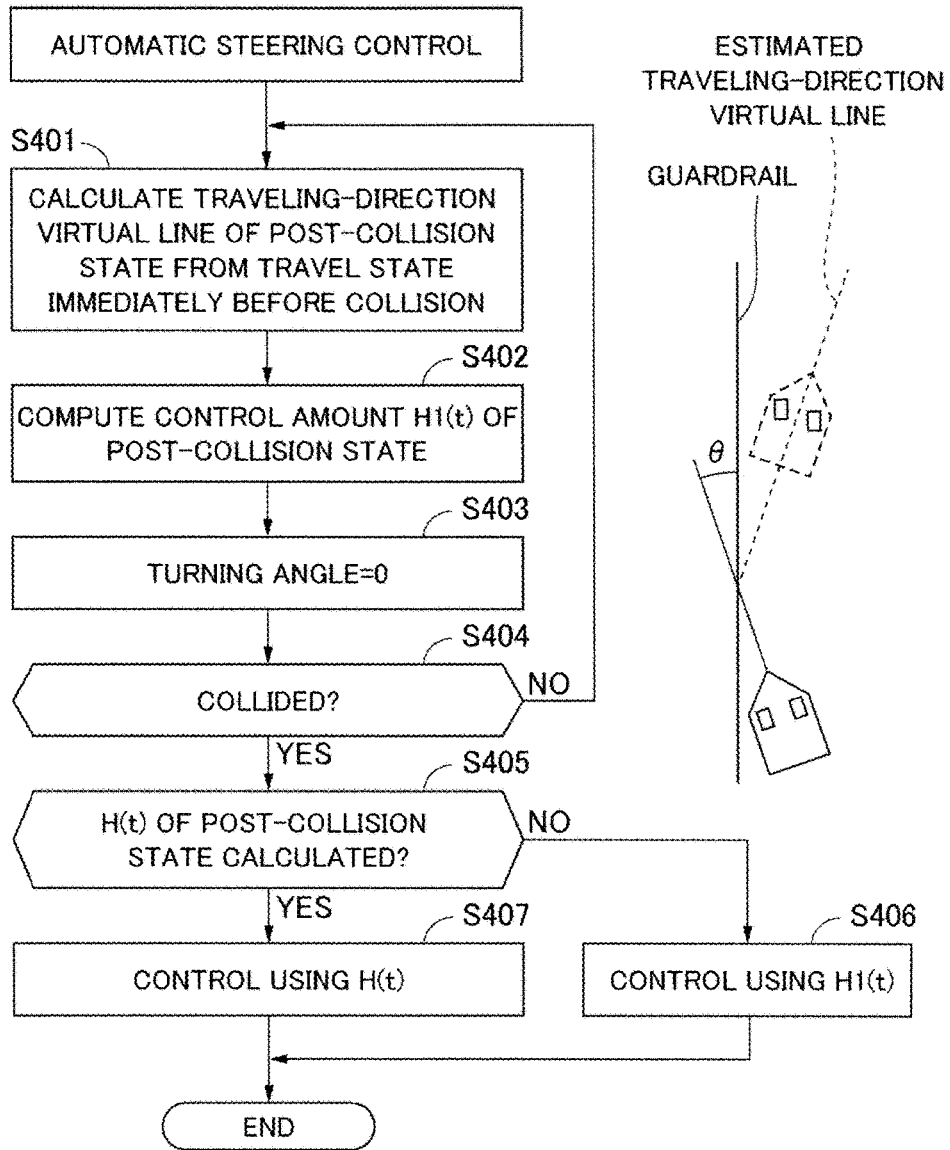 AUTOMATIC STEERING CONTROL
S401
CALCULATE TRAVELING-DIRECTION
VIRTUAL LINE OF POST-COLLISION
STATE FROM TRAVEL STATE
IMMEDIATELY BEFORE COLLISION
S402
COMPUTE CONTROL AMOUNT H1(t) OF
POST-COLLISION STATE
S403
TURNING ANGLE=0
S404
COLLIDED?
NO
YES
S405
H(t) OF POST-COLLISION
STATE CALCULATED?
NO
YES
S407
CONTROL USING H(t)
S406
CONTROL USING H1(t)
END
ESTIMATED
TRAVELING-DIRECTION
VIRTUAL LINE
GUARDRAIL
θ